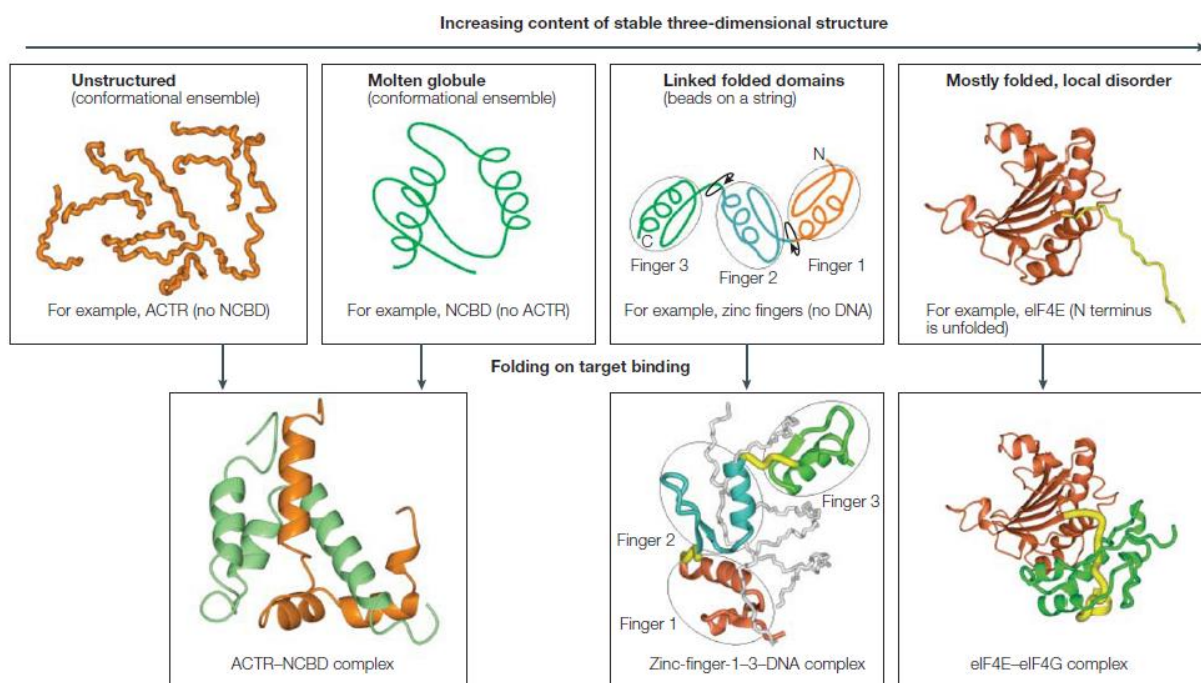 Increasing content of stable three-dimensional structure
Unstructured
(conformational ensemble)
For example, ACTR (no NCBD)
Molten globule
(conformational ensemble)
For example, NCBD (no ACTR)
Linked folded domains
(beads on a string)
N
C
Finger 3
Finger 2
Finger 1
For example, zinc fingers (no DNA)
Mostly folded, local disorder
For example, eIF4E (N terminus
is unfolded)
Folding on target binding
ACTR–NCBD complex
Finger 3
Finger 2
Finger 1
Zinc-finger-1–3–DNA complex
eIF4E–eIF4G complex